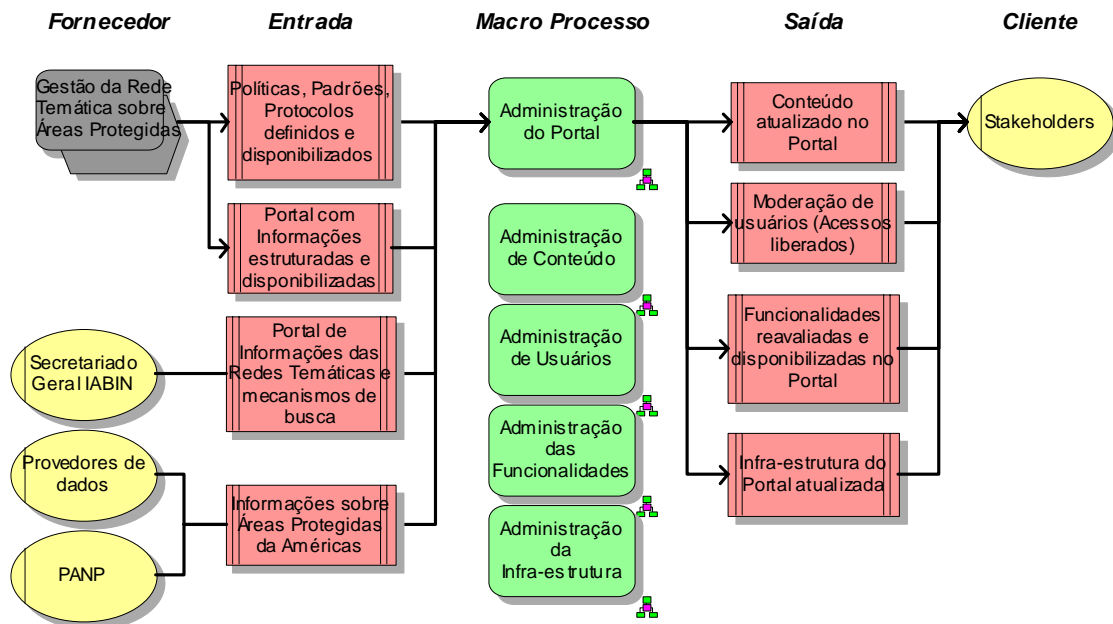 Fornecedor
Entrada
Macro Processo
Saída
Cliente
Gestão da Rede
Temática sobre
Áreas Protegidas
Políticas, Padrões,
Protocolos
definidos e
disponibilizados
Administração
do Portal
Conteúdo
atualizado no
Portal
Stakeholders
Portal com
Informações
estruturadas e
disponibilizadas
Administração
de Conteúdo
Moderação de
usuários (Acessos
liberados)
Secretariado
Geral IABIN
Portal de
Informações das
Redes Temáticas e
mecanismos de
busca
Administração
de Usuários
Funcionalidades
reavaliadas e
disponibilizadas no
Portal
Provedores de
dados
Administração
das
Funcionalidades
Infra-estrutura do
Portal atualizada
PANP
Informações sobre
Áreas Protegidas
da Américas
Administração
da
Infra-estrutura